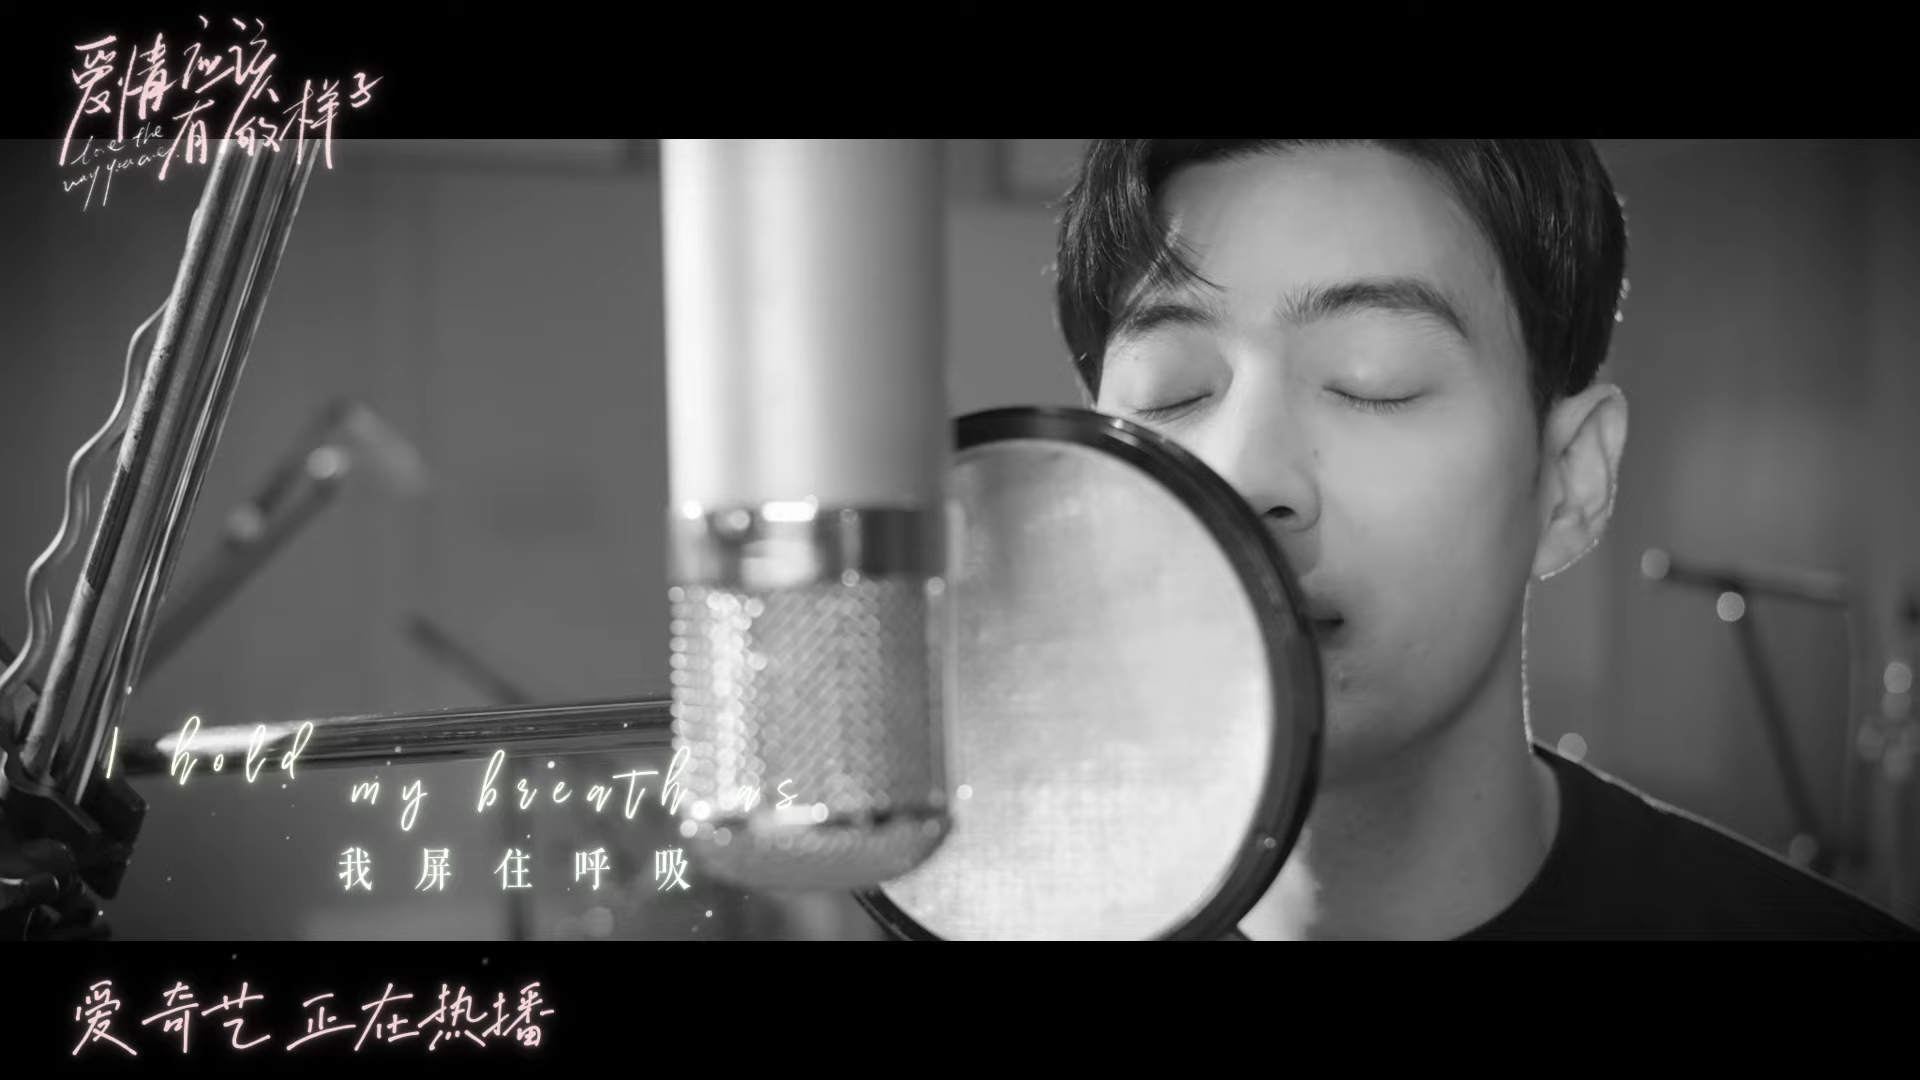 爱情应该
有的样子
love the
way you are
I hold
my breath as
我屏住呼吸
爱奇艺 正在热播